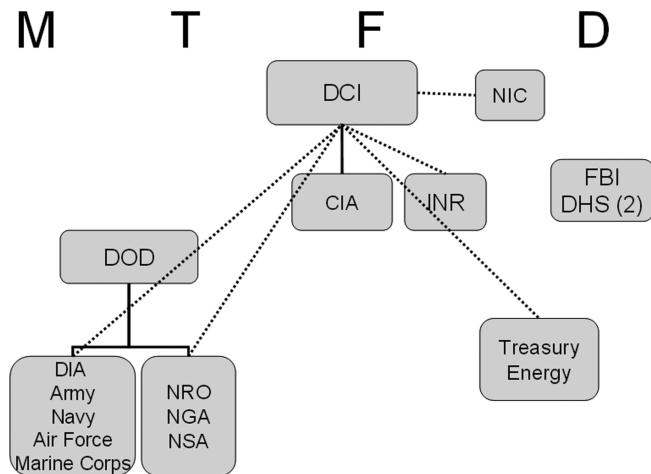 M T F D
DCI
NIC
CIA
INR
FBI
DHS (2)
DOD
Treasury
Energy
DIA
Army
Navy
Air Force
Marine Corps
NRO
NGA
NSA